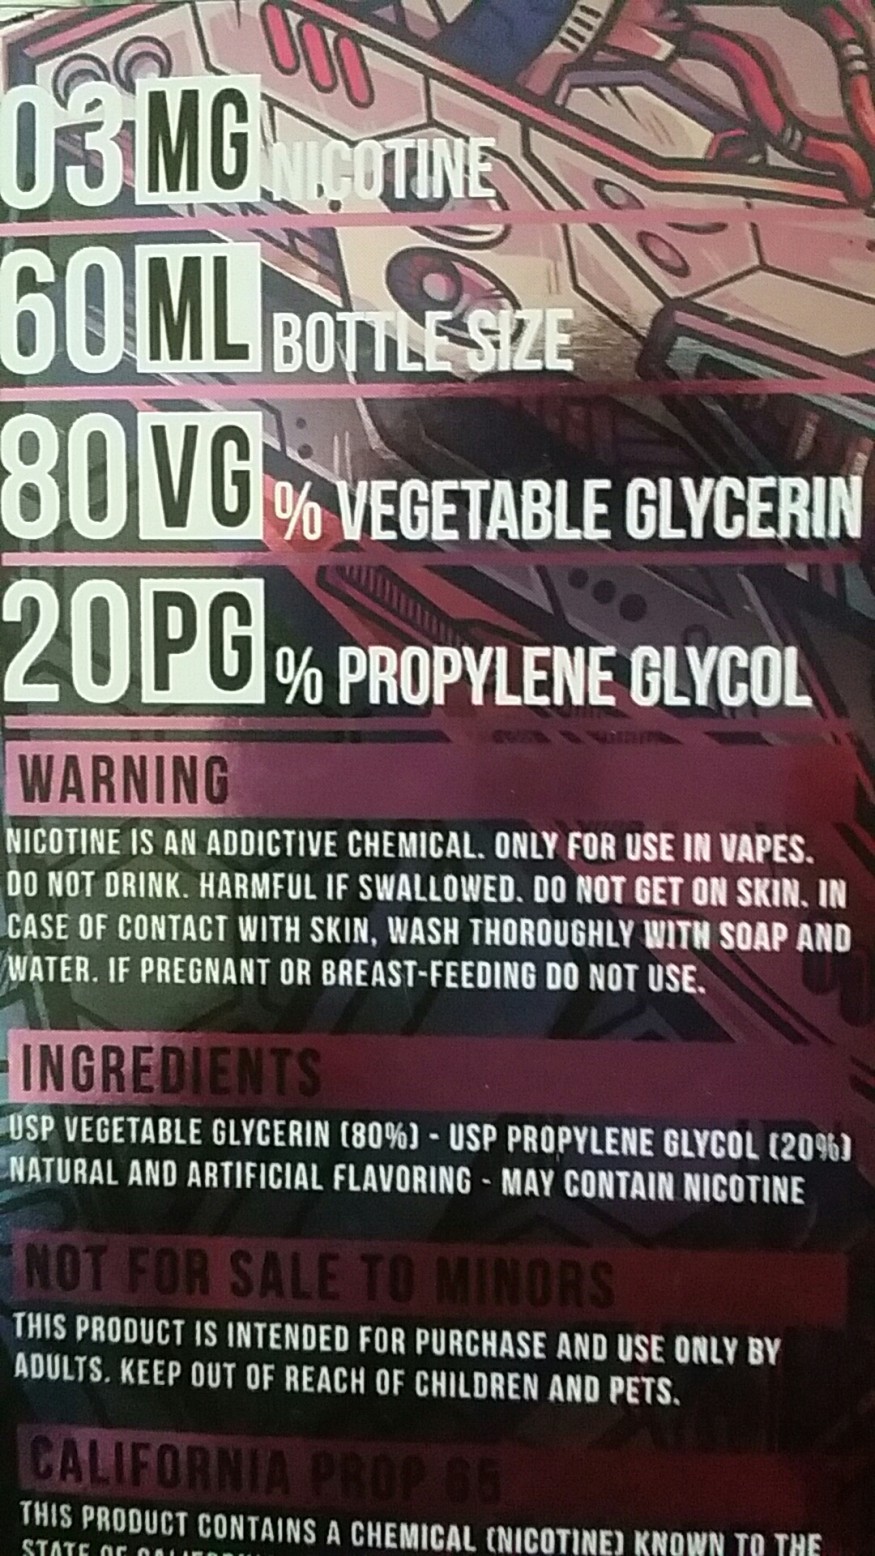 03 MG NICOTINE
60 ML BOTTLE SIZE
80 VG % VEGETABLE GLYCERIN
20 PG % PROPYLENE GLYCOL
WARNING
NICOTINE IS AN ADDICTIVE CHEMICAL. ONLY FOR USE IN VAPES.
DO NOT DRINK. HARMFUL IF SWALLOWED. DO NOT GET ON SKIN. IN
CASE OF CONTACT WITH SKIN, WASH THOROUGHLY WITH SOAP AND
WATER. IF PREGNANT OR BREAST-FEEDING DO NOT USE.
INGREDIENTS
USP VEGETABLE GLYCERIN (80%) - USP PROPYLENE GLYCOL (20%)
NATURAL AND ARTIFICIAL FLAVORING - MAY CONTAIN NICOTINE
NOT FOR SALE TO MINORS
THIS PRODUCT IS INTENDED FOR PURCHASE AND USE ONLY BY
ADULTS. KEEP OUT OF REACH OF CHILDREN AND PETS.
CALIFORNIA PROP 65
THIS PRODUCT CONTAINS A CHEMICAL (NICOTINE) KNOWN TO THE
STATE OF